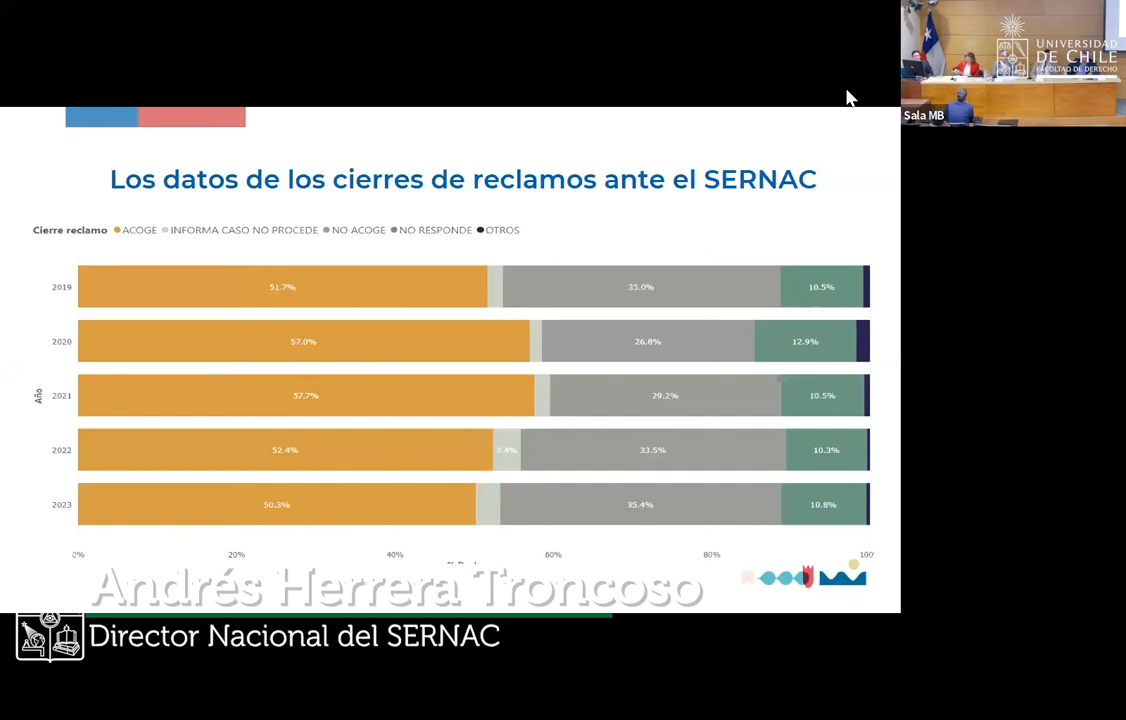 UNIVERSIDAD
DE CHILE
FACULTAD DE DERECHO
Sala MB
Los datos de los cierres de reclamos ante el SERNAC
Cierre reclamo ACOGE INFORMA CASO NO PROCEDE NO ACOGE NO RESPONDE OTROS
2019 51.7% 35.0% 10.5%
2020 57.0% 26.8% 12.9%
Año
2021 57.7% 29.2% 10.5%
2022 52.4% 3.4% 33.5% 10.3%
2023 50.3% 35.4% 10.8%
0% 20% 40% 60% 80% 100
Andrés Herrera Troncoso
Director Nacional del SERNAC